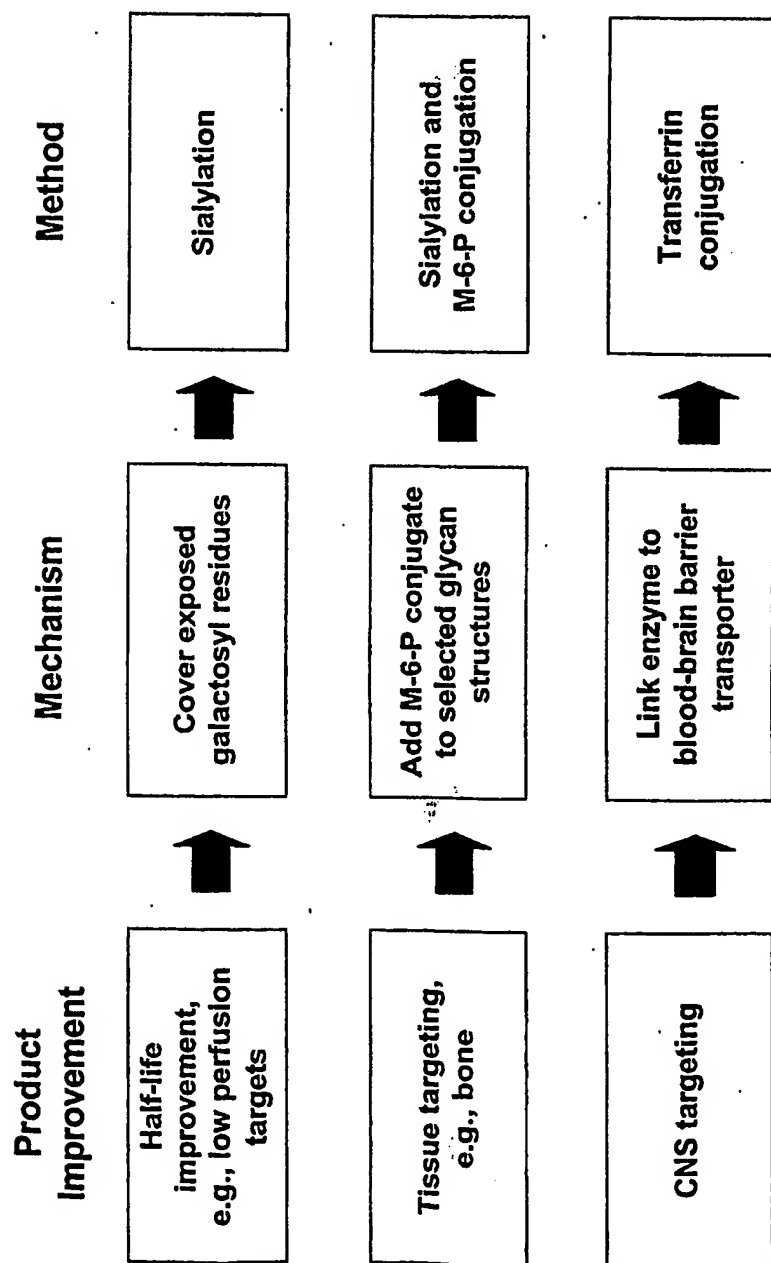 Product
Improvement
Mechanism
Method
Half-life
improvement,
e.g., low perfusion
targets
Cover exposed
galactosyl residues
Sialylation
Tissue targeting,
e.g., bone
Add M-6-P conjugate
to selected glycan
structures
Sialylation and
M-6-P conjugation
CNS targeting
Link enzyme to
blood-brain barrier
transporter
Transferrin
conjugation